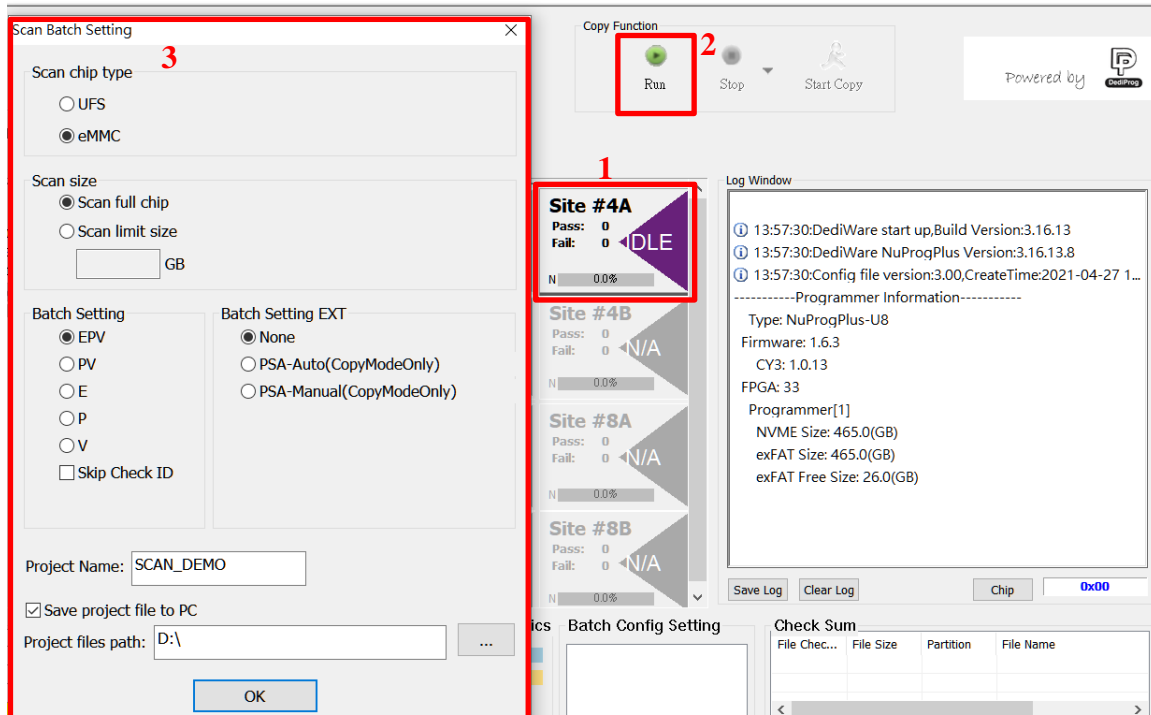 Scan Batch Setting
3
Scan chip type
UFS
eMMC
Scan size
Scan full chip
Scan limit size
GB
Batch Setting
EPV
PV
E
P
V
Skip Check ID
Batch Setting EXT
None
PSA-Auto(CopyModeOnly)
PSA-Manual(CopyModeOnly)
Project Name: SCAN_DEMO
Save project file to PC
Project files path: D:\
...
OK
Copy Function
2
Run
Stop
Start Copy
Powered by
DediProg
1
Site #4A
Pass: 0
Fail: 0
IDLE
N 0.0%
Site #4B
Pass: 0
Fail: 0
N/A
N 0.0%
Site #8A
Pass: 0
Fail: 0
N/A
N 0.0%
Site #8B
Pass: 0
Fail: 0
N/A
N 0.0%
Log Window
13:57:30:DediWare start up,Build Version:3.16.13
13:57:30:DediWare NuProgPlus Version:3.16.13.8
13:57:30:Config file version:3.00,CreateTime:2021-04-27 1...
-----------Programmer Information-----------
Type: NuProgPlus-U8
Firmware: 1.6.3
CY3: 1.0.13
FPGA: 33
Programmer[1]
NVME Size: 465.0(GB)
exFAT Size: 465.0(GB)
exFAT Free Size: 26.0(GB)
Save Log
Clear Log
Chip
0x00
ics
Batch Config Setting
Check Sum
File Chec...
File Size
Partition
File Name